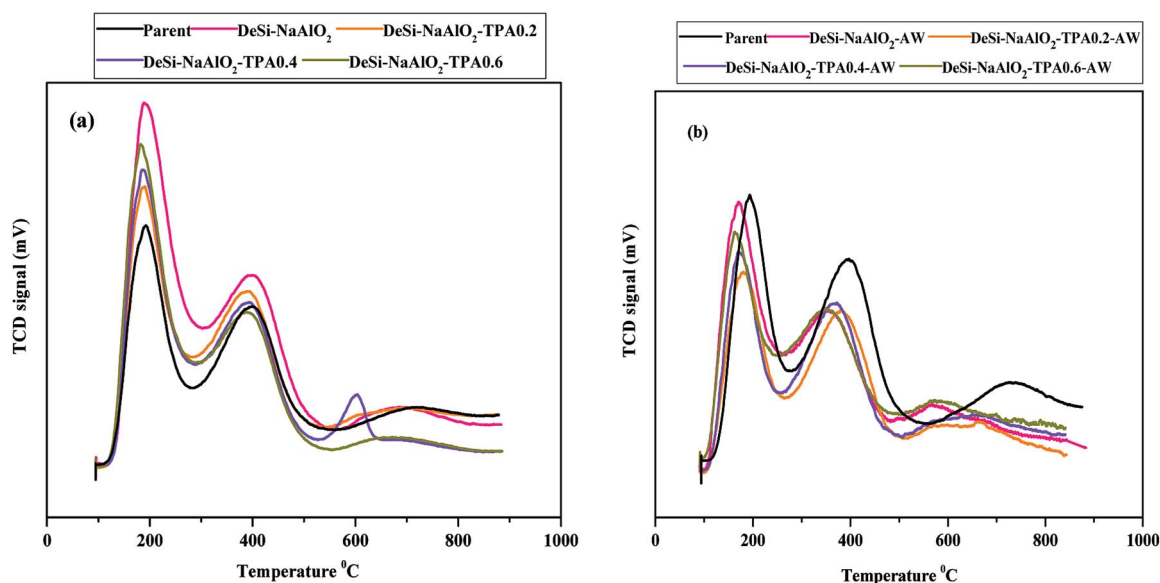 Parent DeSi-NaAlO₂ DeSi-NaAlO₂-TPA0.2
DeSi-NaAlO₂-TPA0.4 DeSi-NaAlO₂-TPA0.6
(a)
TCD signal (mV)
0 200 400 600 800 1000
Temperature ⁰C
Parent DeSi-NaAlO₂-AW DeSi-NaAlO₂-TPA0.2-AW
DeSi-NaAlO₂-TPA0.4-AW DeSi-NaAlO₂-TPA0.6-AW
(b)
TCD signal (mV)
0 200 400 600 800 1000
Temperature ⁰C